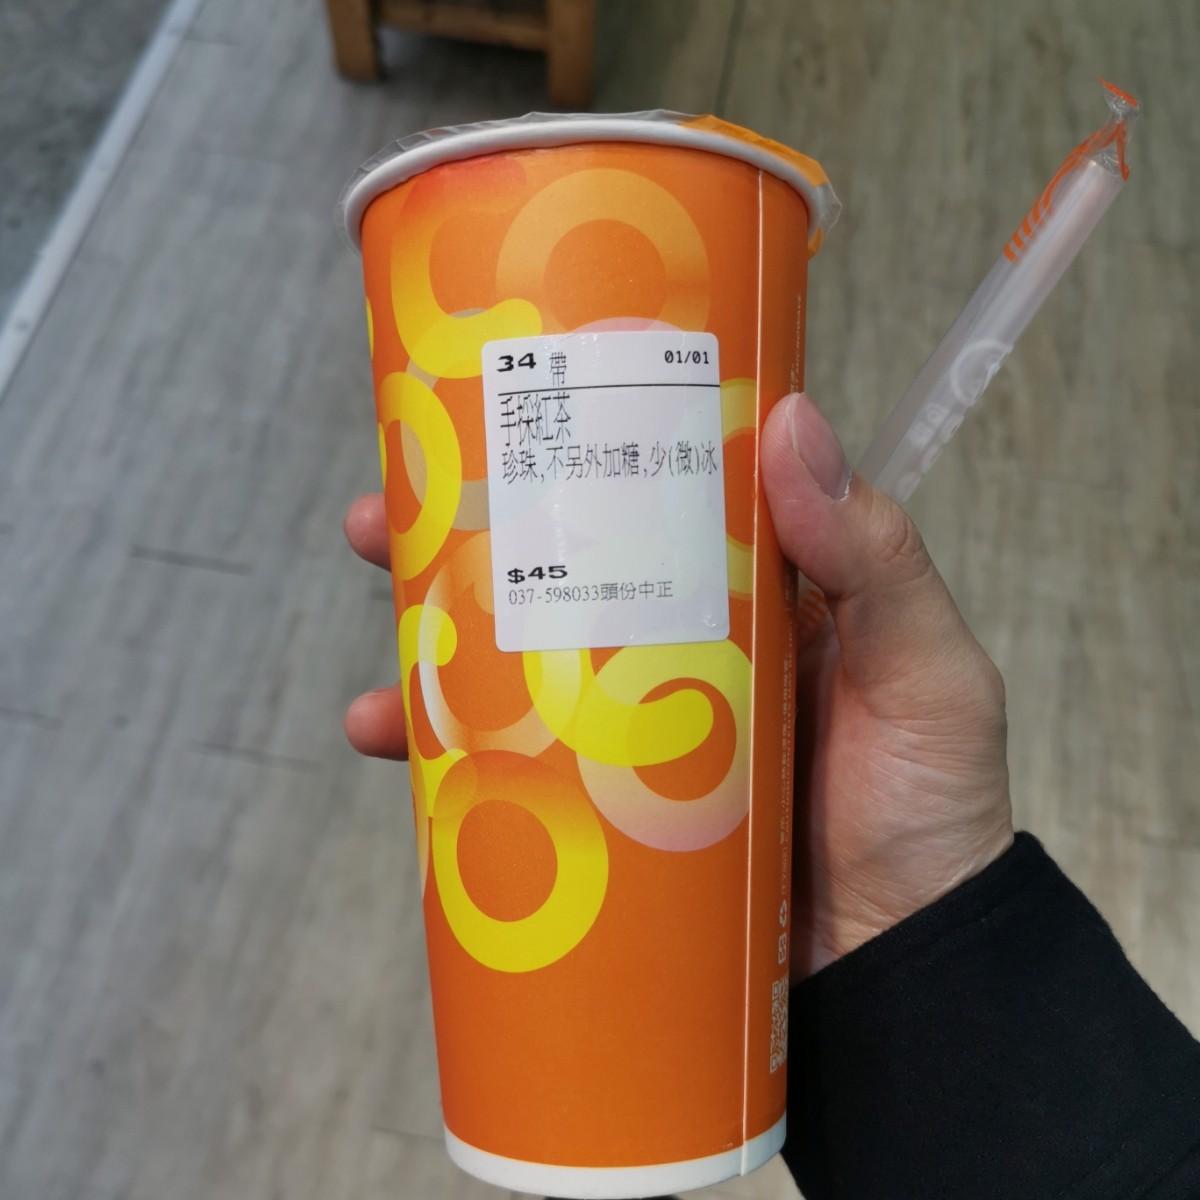 34 帶 01/01
手採紅茶
珍珠,不另外加糖,少(微)冰
$45
037-598033頭份中正